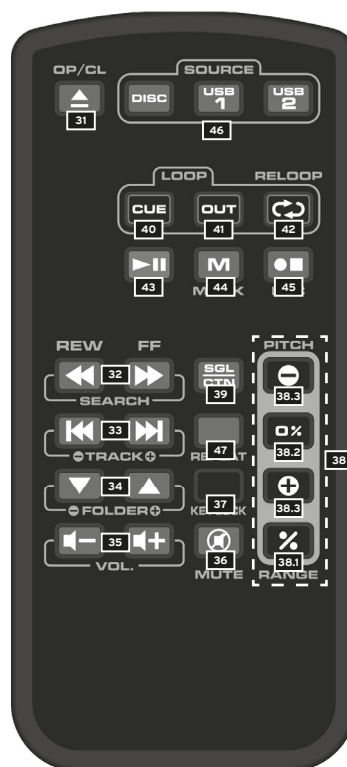 OP/CL SOURCE
DISC USB 1 USB 2
31 46
LOOP RELOOP
CUE OUT
40 41 42
M
43 44 45
REW FF SGL CTN PITCH
32 39 38.3
SEARCH
33 47 0% 38.2
TRACK 38
34 37 38.3
FOLDER
35 36 % 38.1
VOL. MUTE RANGE